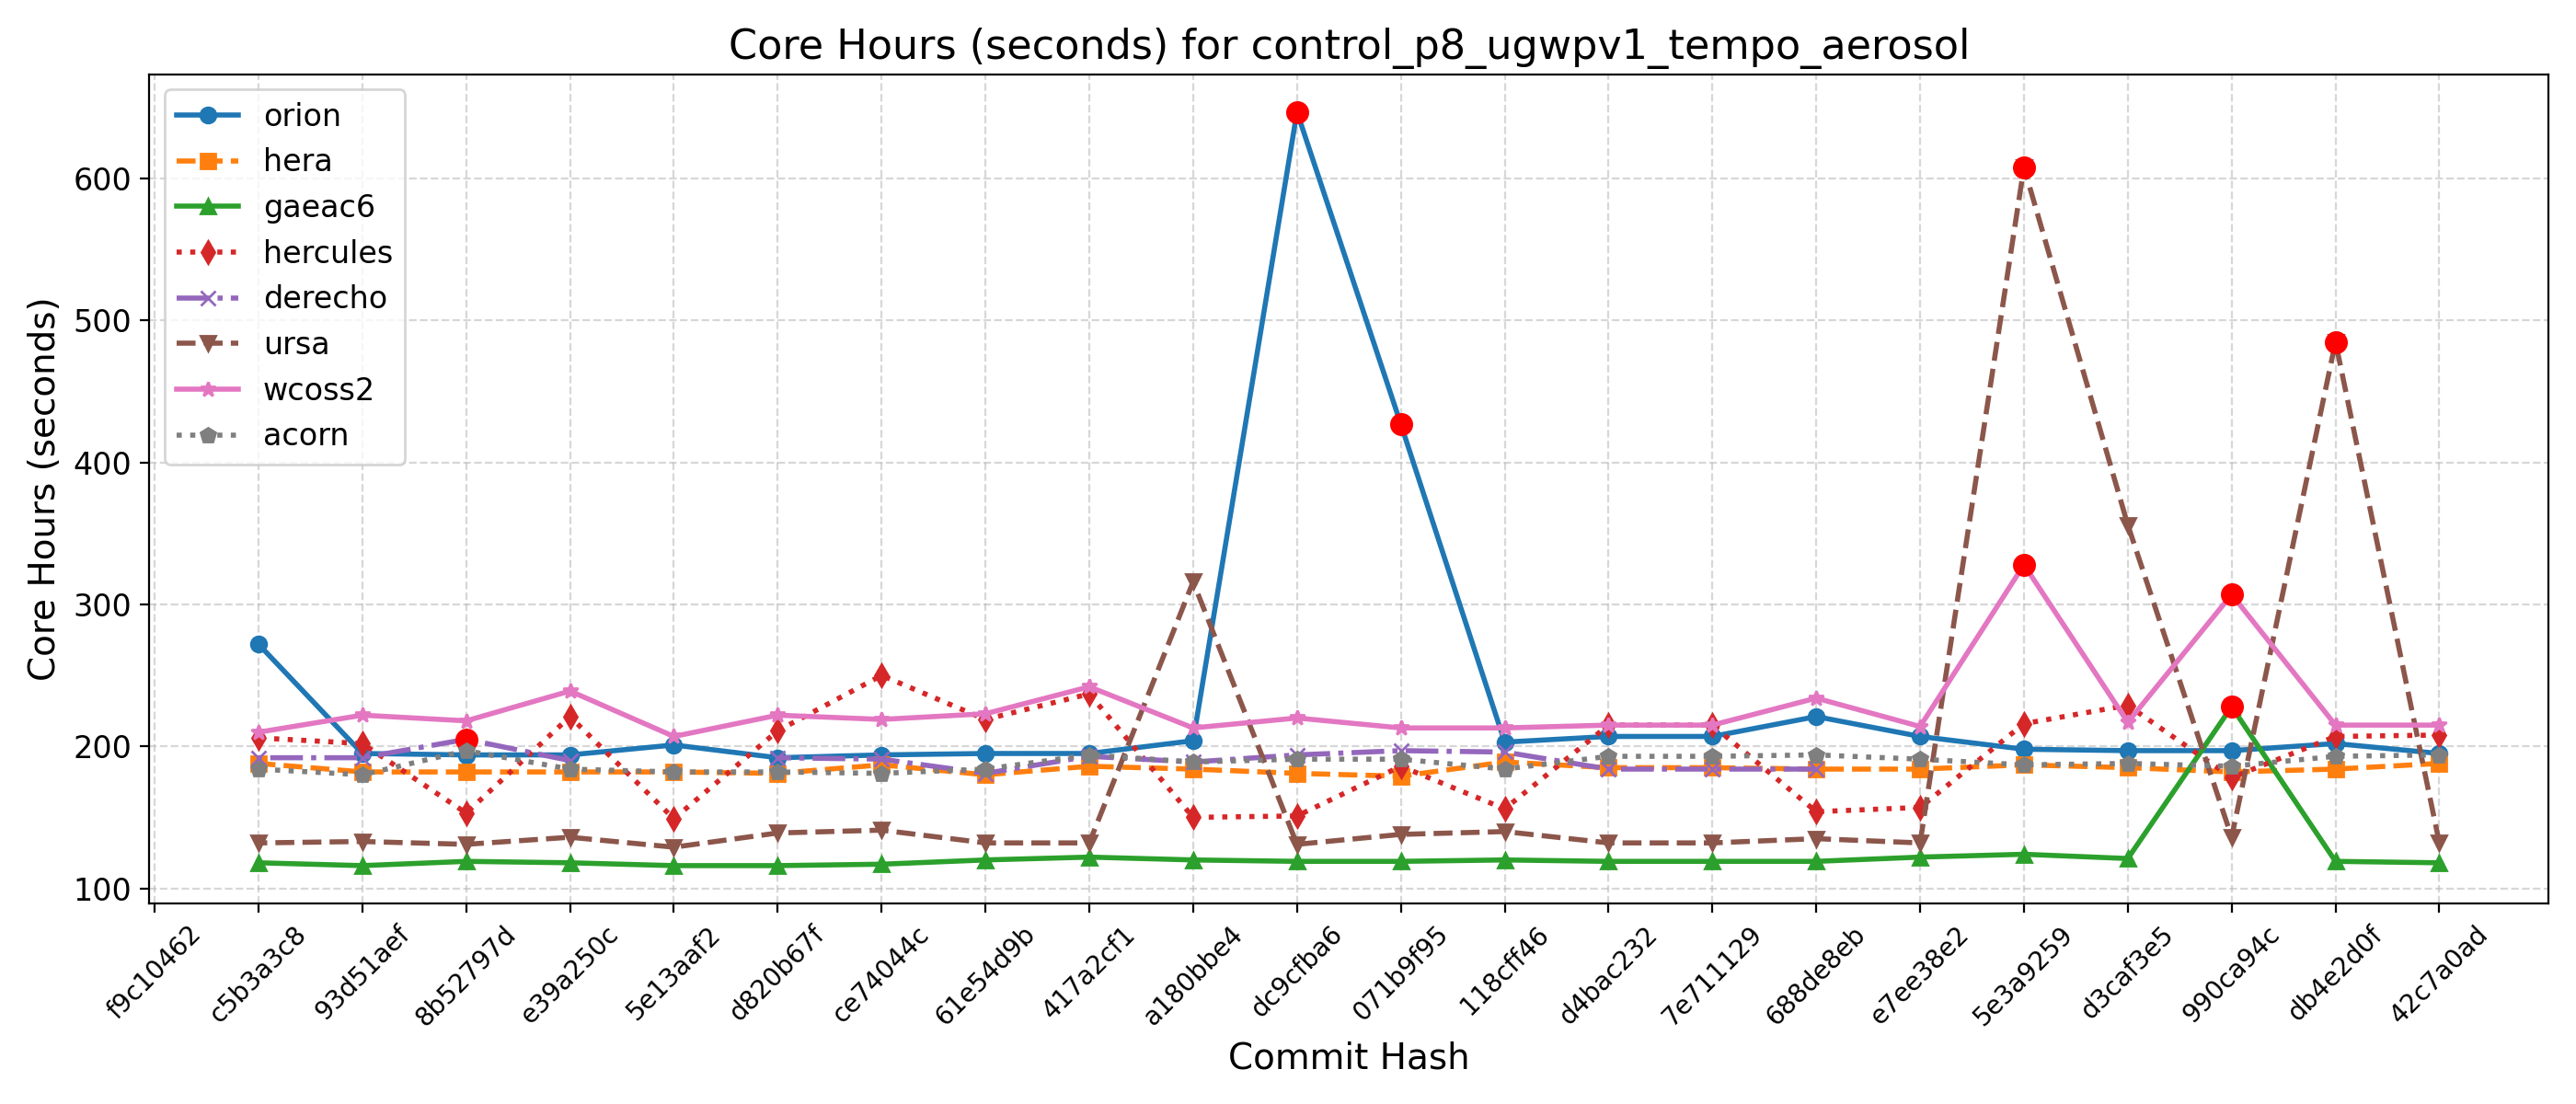 Core Hours (seconds) for control_p8_ugwpv1_tempo_aerosol
orion
hera
gaeac6
hercules
derecho
ursa
wcoss2
acorn
Core Hours (seconds)
600
500
400
300
200
100
f9c10462
c5b3a3c8
93d51aef
8b52797d
e39a250c
5e13aaf2
d820b67f
ce74044c
61e54d9b
417a2cf1
a180bbe4
dc9cfba6
071b9f95
118cff46
d4bac232
7e711129
688de8eb
e7ee38e2
5e3a9259
d3caf3e5
990ca94c
db4e2d0f
42c7a0ad
Commit Hash